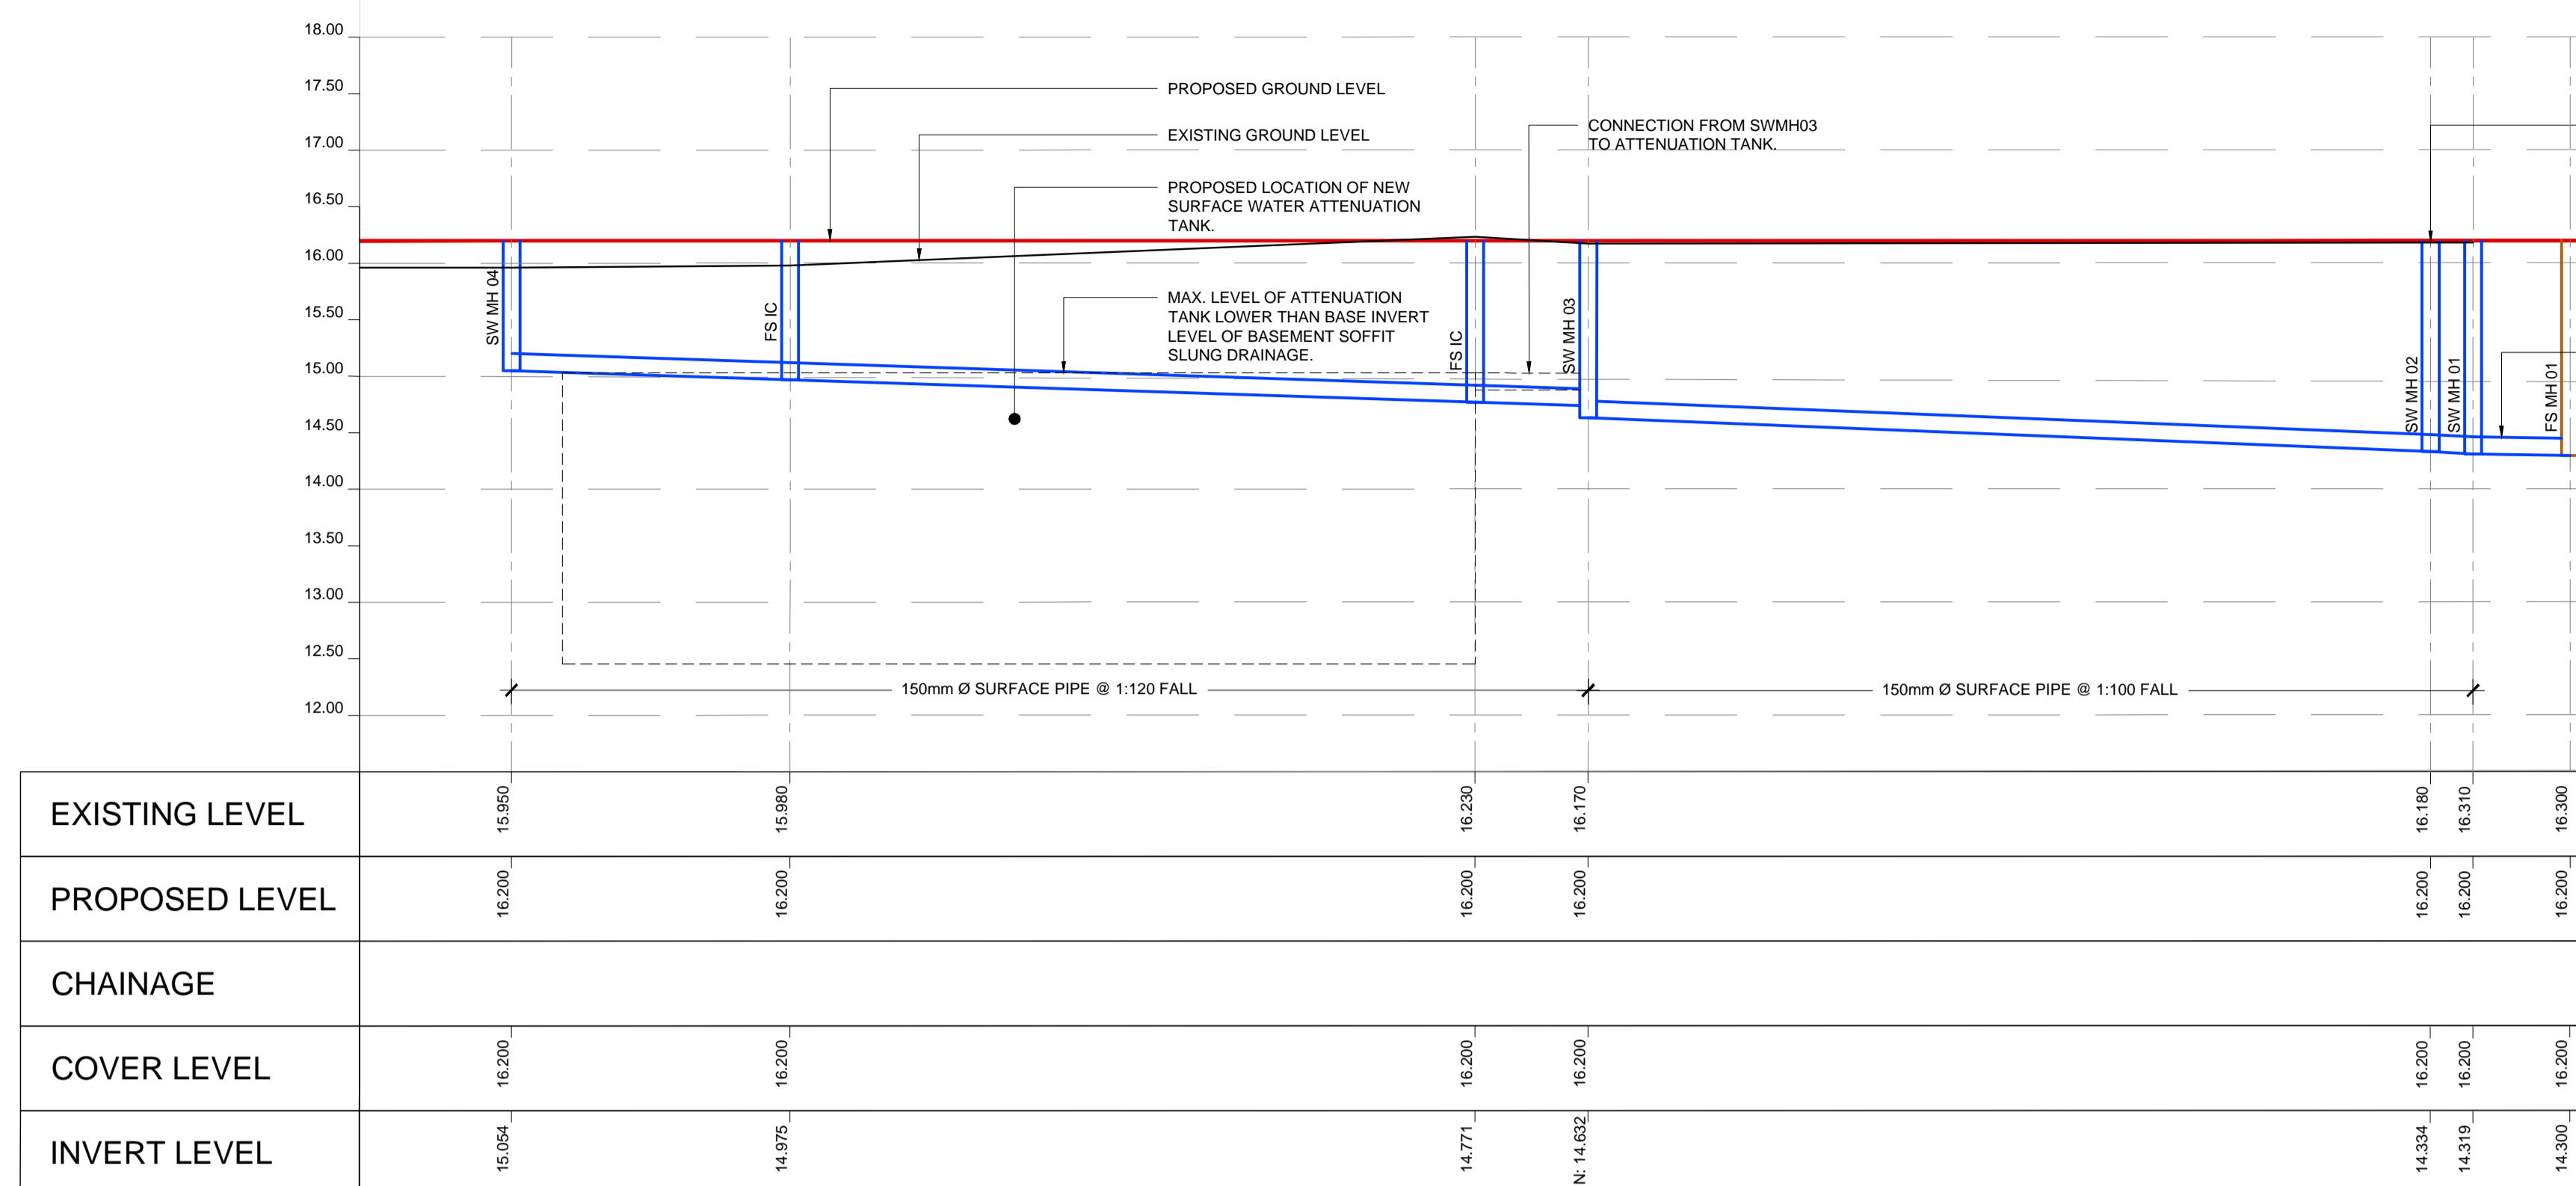 18.00
17.50
17.00
16.50
16.00
15.50
15.00
14.50
14.00
13.50
13.00
12.50
12.00
PROPOSED GROUND LEVEL
EXISTING GROUND LEVEL
PROPOSED LOCATION OF NEW
SURFACE WATER ATTENUATION
TANK.
MAX. LEVEL OF ATTENUATION
TANK LOWER THAN BASE INVERT
LEVEL OF BASEMENT SOFFIT
SLUNG DRAINAGE.
CONNECTION FROM SWMH03
TO ATTENUATION TANK.
SW MH 04
FS IC
FS IC
SW MH 03
SW MH 02
SW MH 01
FS MH 01
150mm Ø SURFACE PIPE @ 1:120 FALL
150mm Ø SURFACE PIPE @ 1:100 FALL
EXISTING LEVEL
15.950
15.980
16.230
16.170
16.180
16.310
16.300
PROPOSED LEVEL
16.200
16.200
16.200
16.200
16.200
16.200
16.200
CHAINAGE
COVER LEVEL
16.200
16.200
16.200
16.200
16.200
16.200
16.200
INVERT LEVEL
15.054
14.975
14.771
N: 14.632
14.334
14.319
14.300